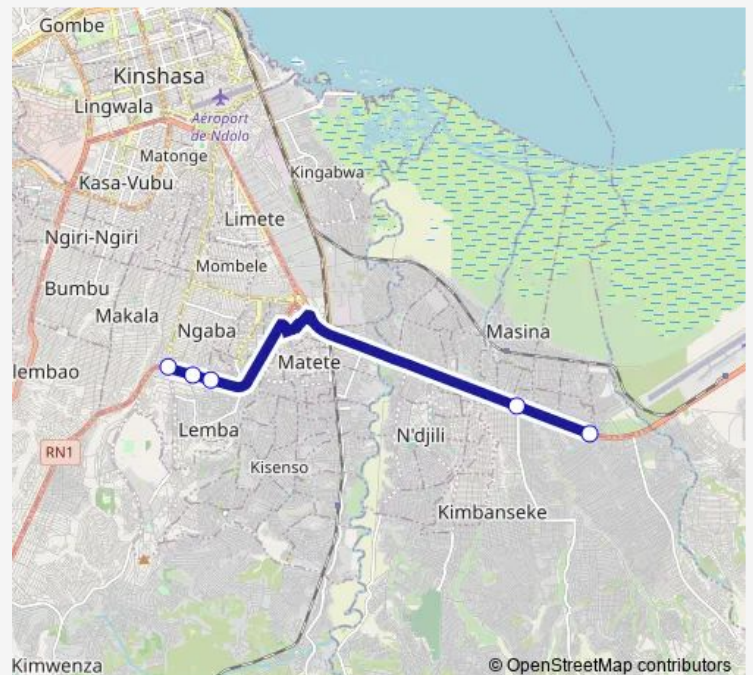 Gombe
Kinshasa
Lingwala
Aéroport
de Ndolo
Matonge
Kingabwa
Kasa-Vubu
Limete
Ngiri-Ngiri
Mombele
Bumbu
Makala
Ngaba
Masina
Matete
lembao
Lemba
N'djili
RN1
Kisenso
Kimbanseke
Kimwenza
© OpenStreetMap contributors